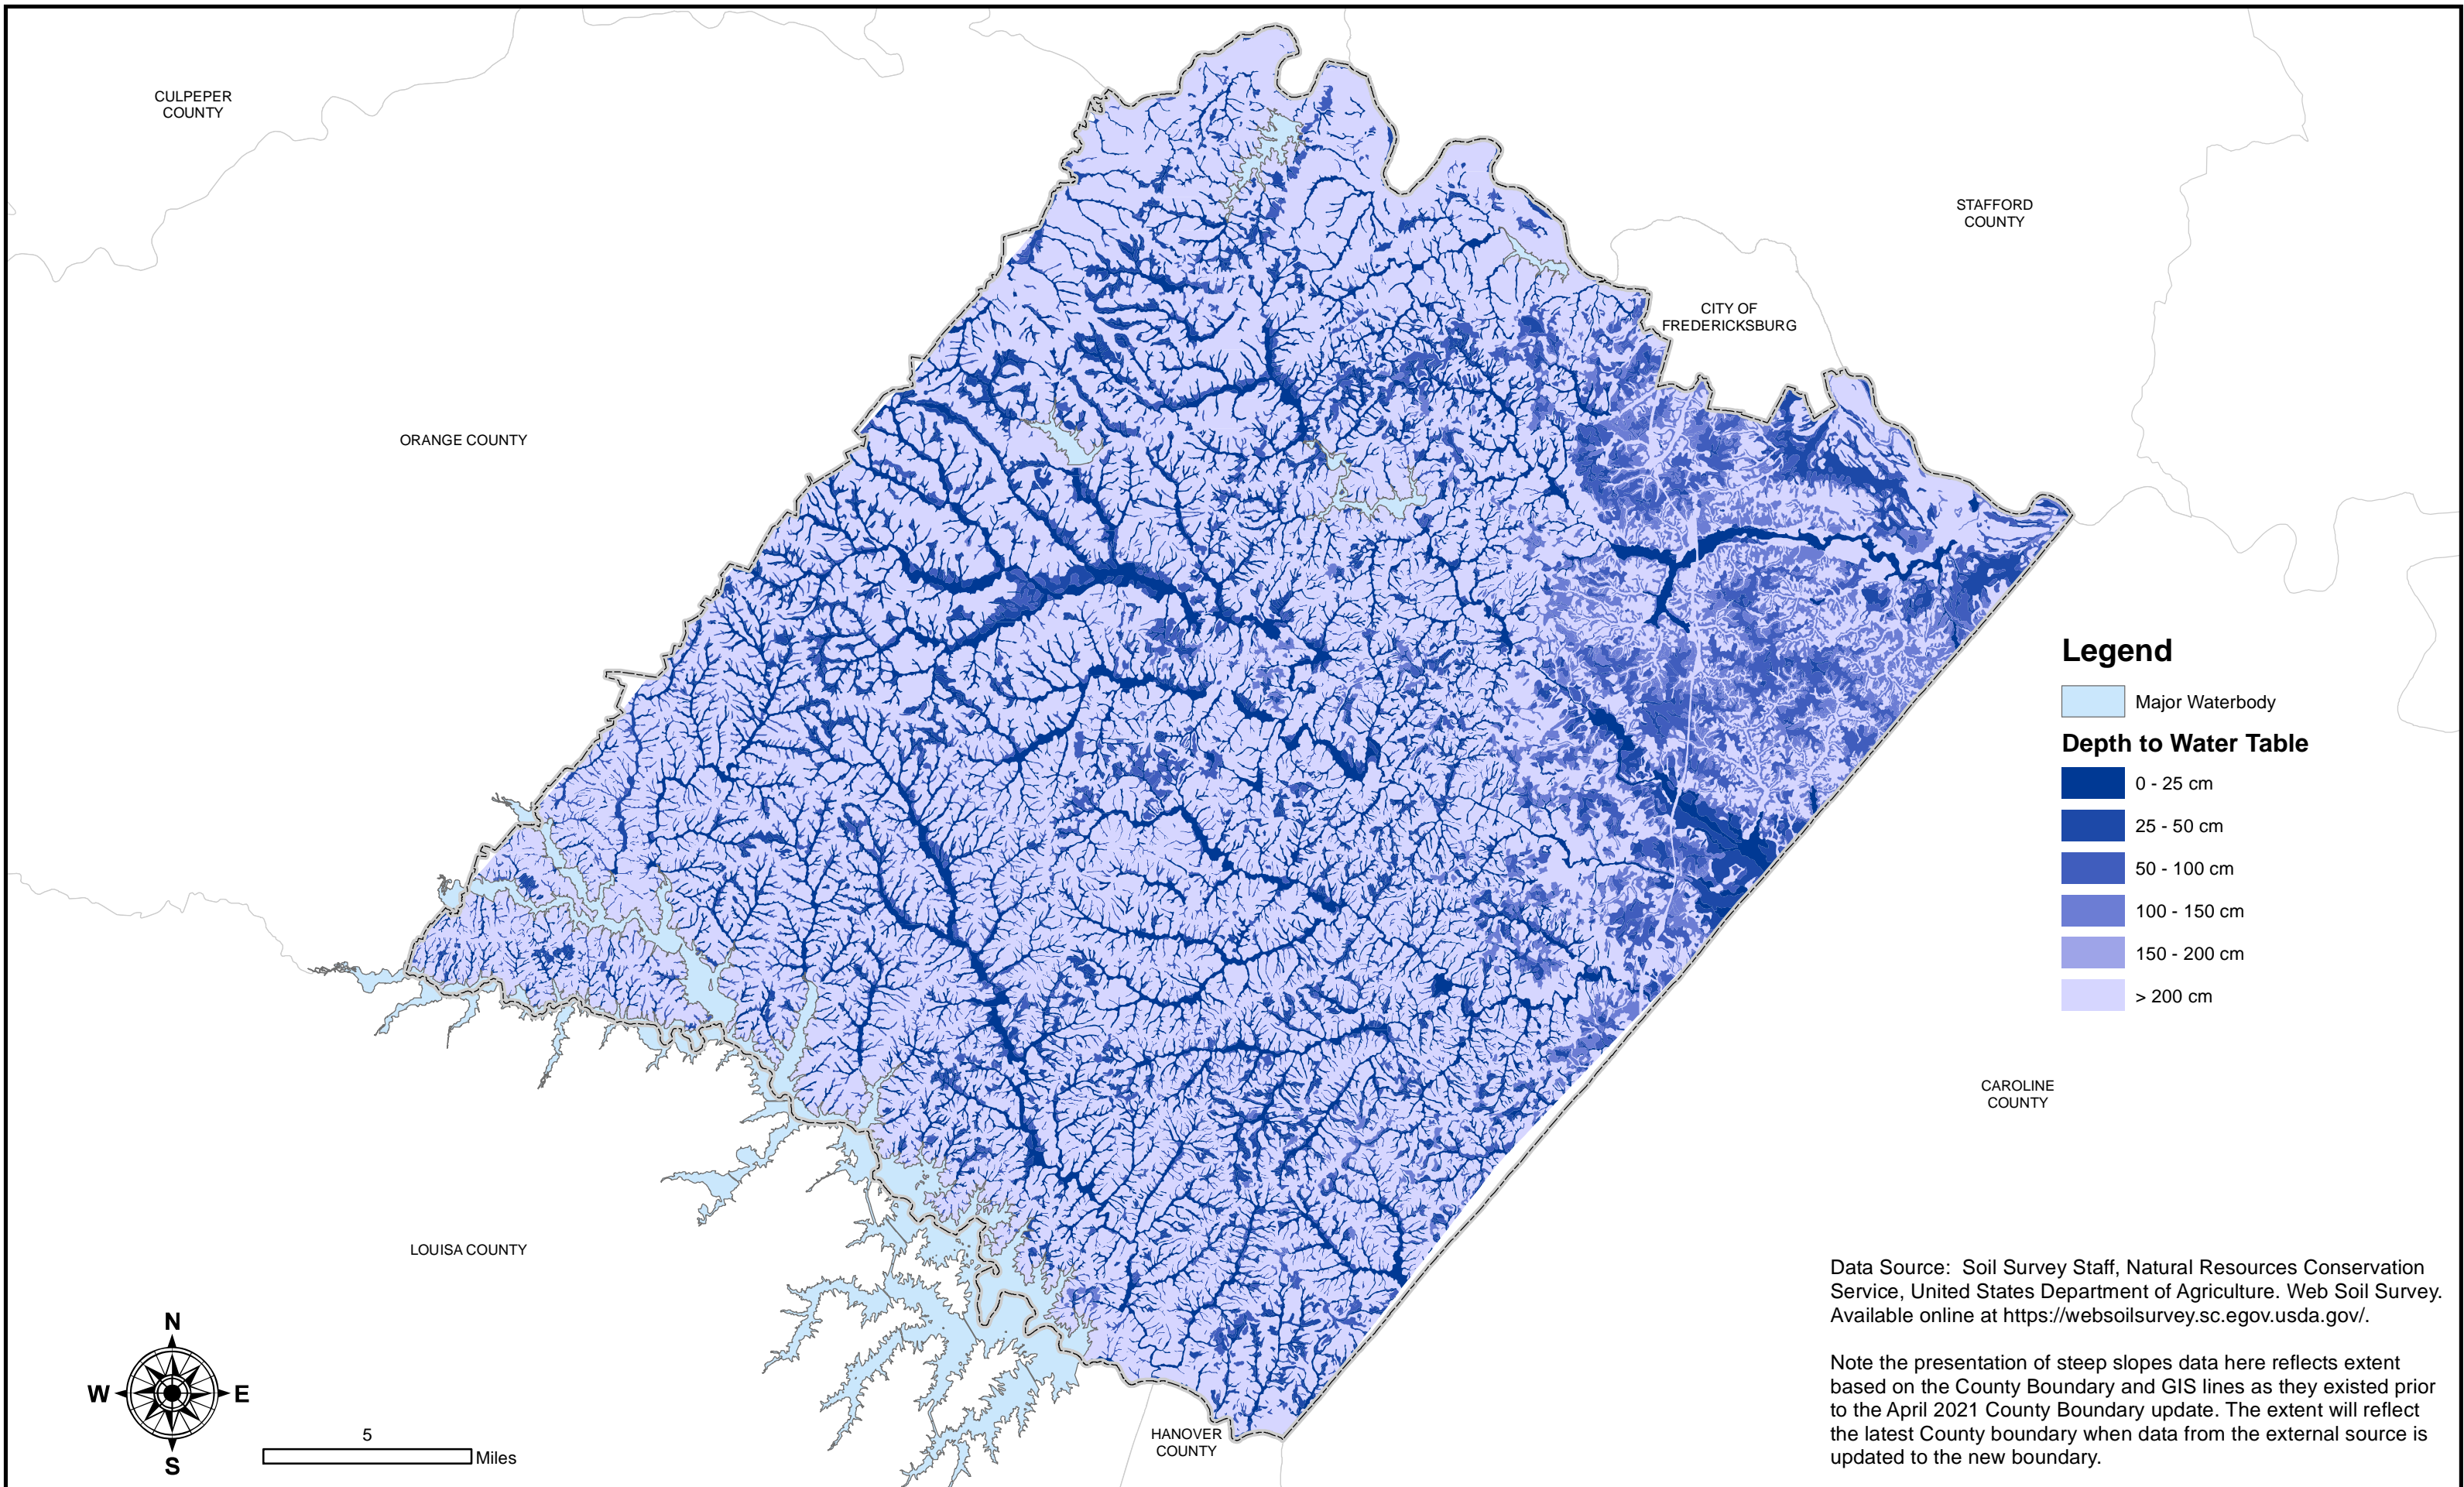 CULPEPER
COUNTY
STAFFORD
COUNTY
CITY OF
FREDERICKSBURG
ORANGE COUNTY
Legend
Major Waterbody
Depth to Water Table
0 - 25 cm
25 - 50 cm
50 - 100 cm
100 - 150 cm
150 - 200 cm
> 200 cm
CAROLINE
COUNTY
LOUISA COUNTY
Data Source:  Soil Survey Staff, Natural Resources Conservation
Service, United States Department of Agriculture. Web Soil Survey.
Available online at https://websoilsurvey.sc.egov.usda.gov/.
Note the presentation of steep slopes data here reflects extent
based on the County Boundary and GIS lines as they existed prior
to the April 2021 County Boundary update. The extent will reflect
the latest County boundary when data from the external source is
updated to the new boundary.
N
W
E
S
5
Miles
HANOVER
COUNTY